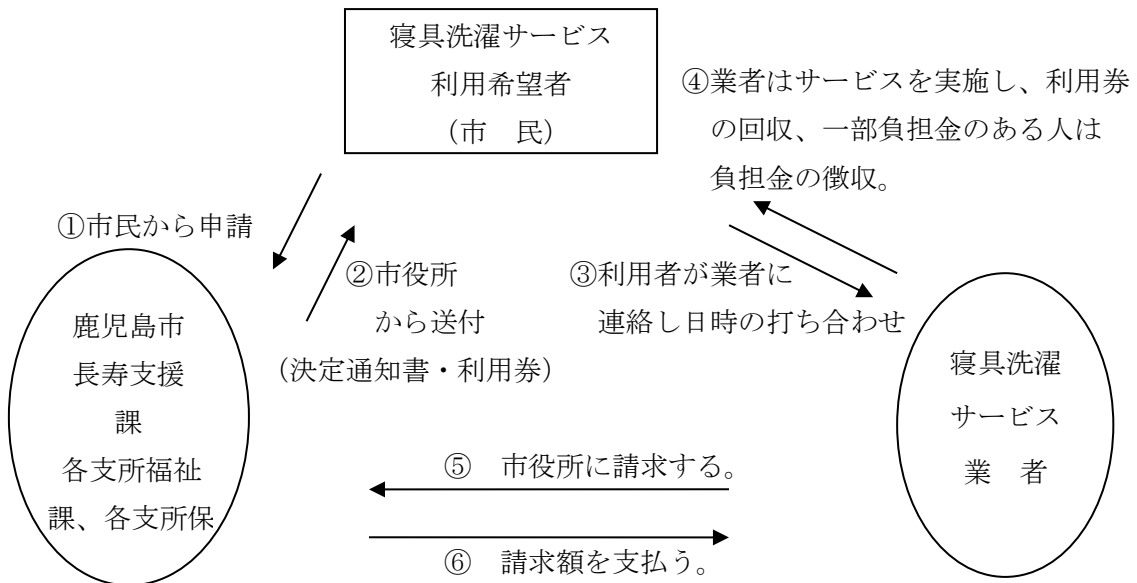 寝具洗濯サービス
利用希望者
（市　民）
④業者はサービスを実施し、利用券
の回収、一部負担金のある人は
負担金の徴収。
①市民から申請
②市役所
から送付
（決定通知書・利用券）
③利用者が業者に
連絡し日時の打ち合わせ
鹿児島市
長寿支援
課
各支所福祉
課、各支所保
寝具洗濯
サービス
業　者
⑤　市役所に請求する。
⑥　請求額を支払う。